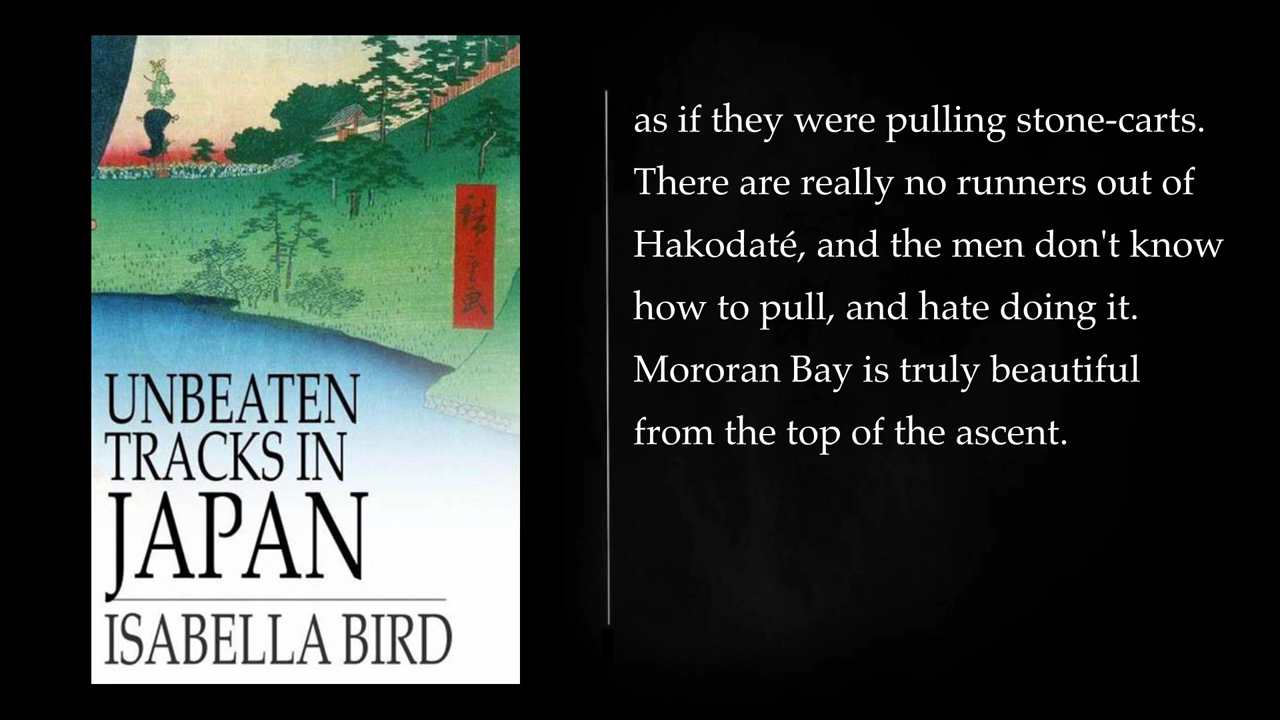 UNBEATEN
TRACKS IN
JAPAN
ISABELLA BIRD
as if they were pulling stone-carts.
There are really no runners out of
Hakodaté, and the men don't know
how to pull, and hate doing it.
Mororan Bay is truly beautiful
from the top of the ascent.